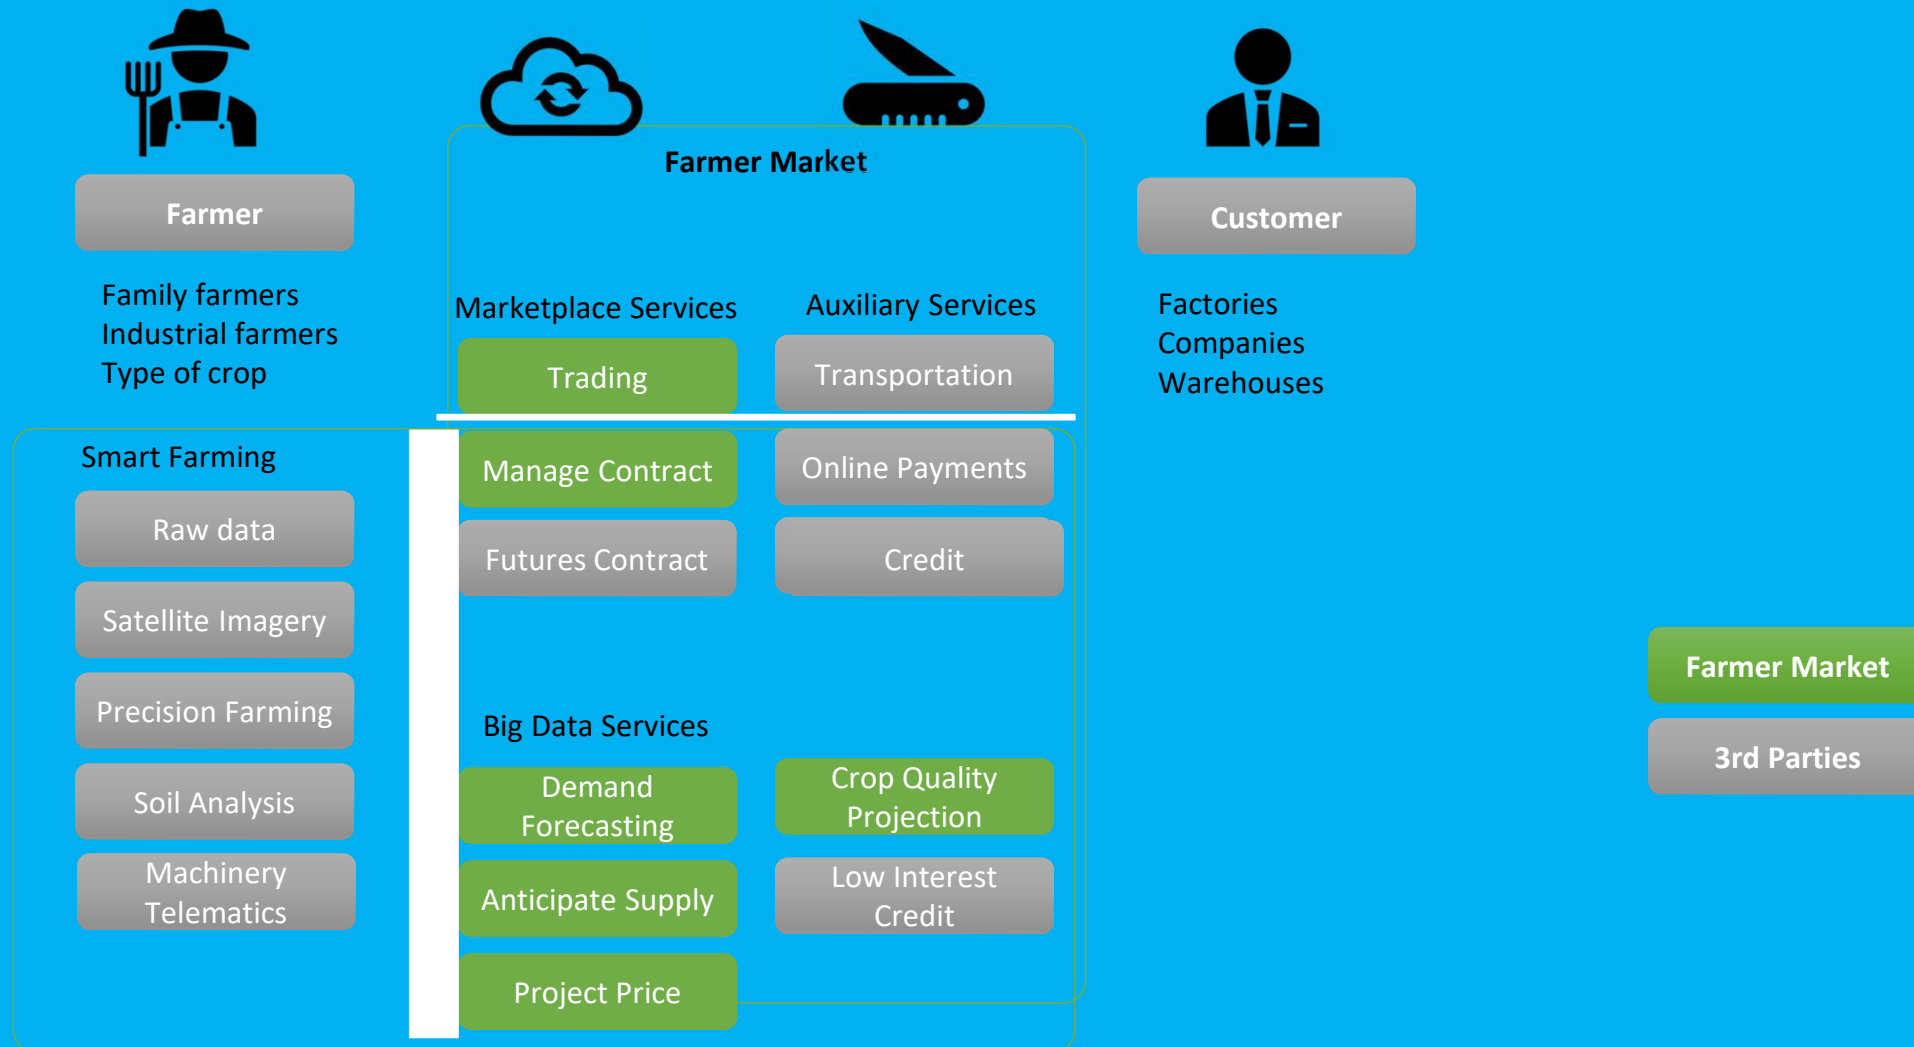 Farmer Market
Farmer
Customer
Family farmers
Industrial farmers
Type of crop
Marketplace Services
Auxiliary Services
Factories
Companies
Warehouses
Trading
Transportation
Smart Farming
Manage Contract
Online Payments
Raw data
Futures Contract
Credit
Satellite Imagery
Precision Farming
Big Data Services
Farmer Market
3rd Parties
Soil Analysis
Demand
Forecasting
Crop Quality
Projection
Machinery
Telematics
Anticipate Supply
Low Interest
Credit
Project Price